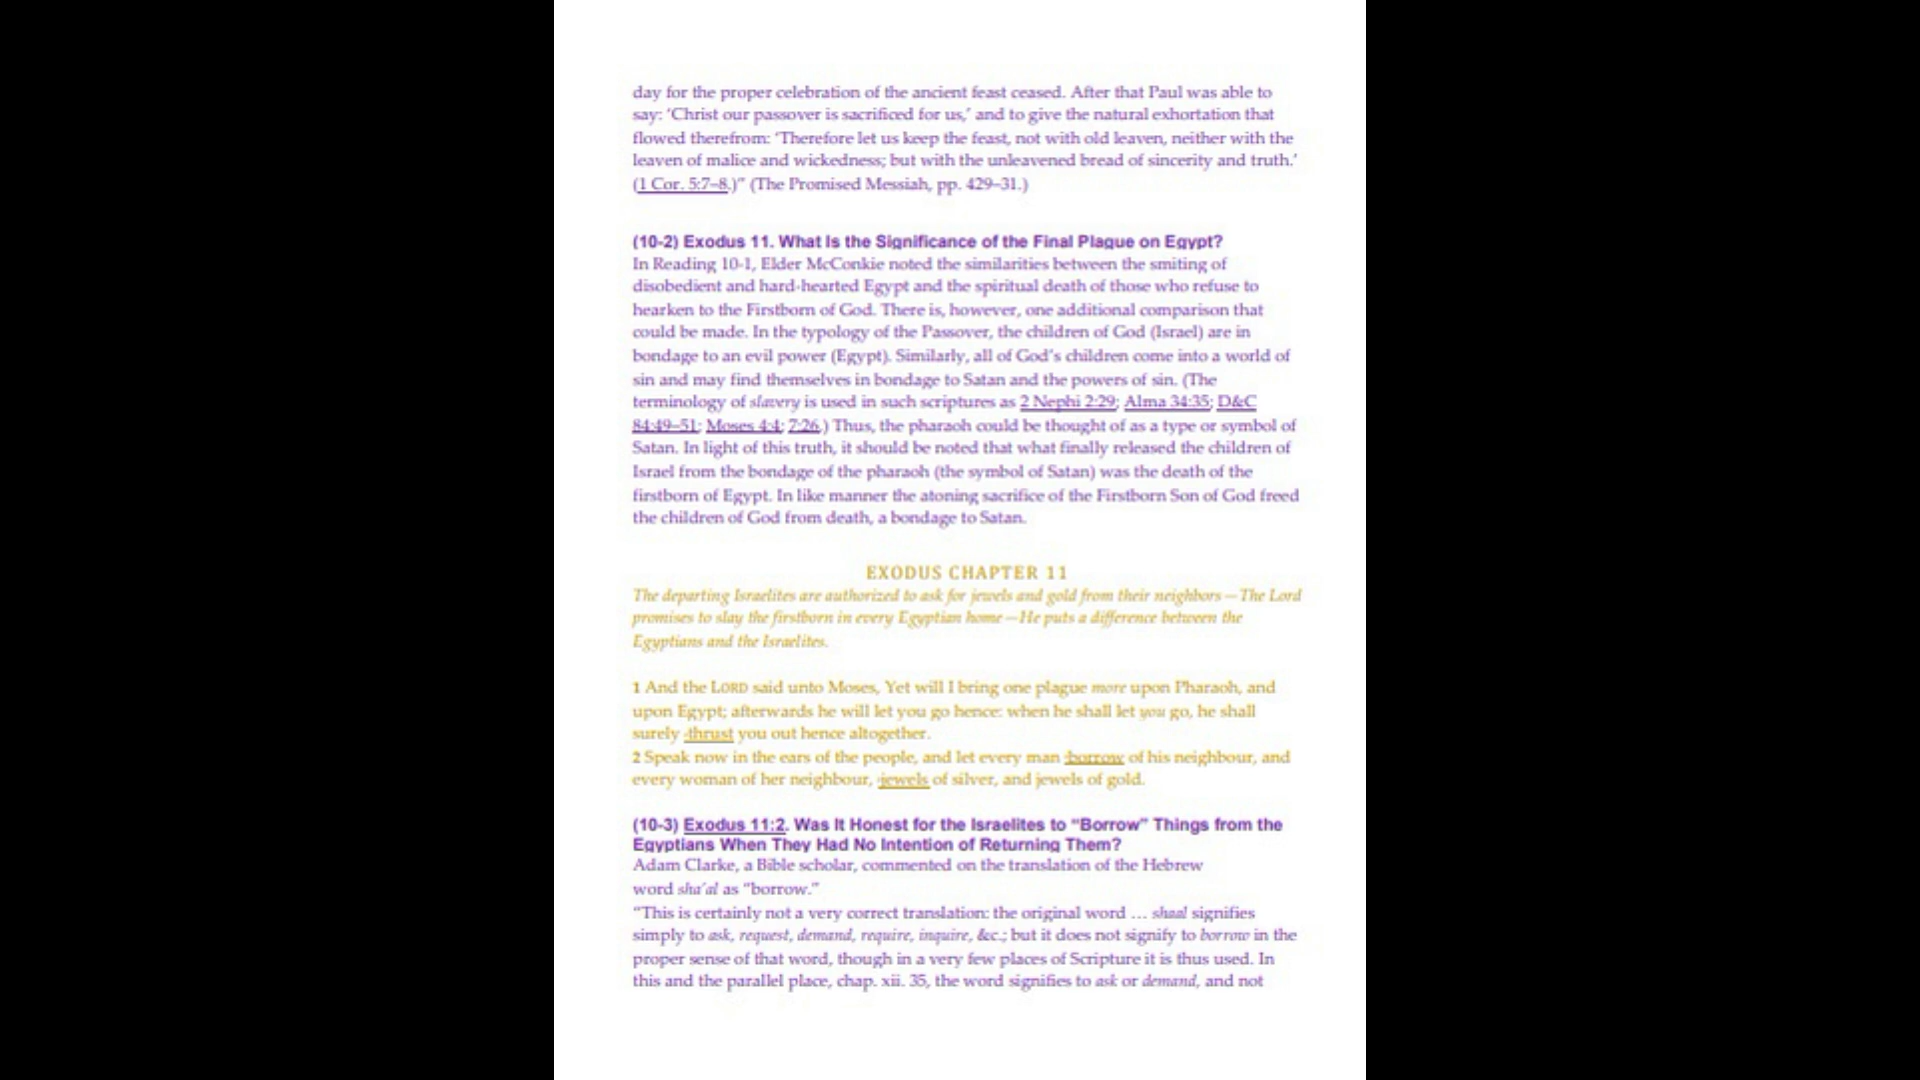 day for the proper celebration of the ancient feast ceased. After that Paul was able to
say: ‘Christ our passover is sacrificed for us,’ and to give the natural exhortation that
flowed therefrom: ‘Therefore let us keep the feast, not with old leaven, neither with the
leaven of malice and wickedness; but with the unleavened bread of sincerity and truth.’
(1 Cor. 5:7–8.)” (The Promised Messiah, pp. 429–31.)
(10-2) Exodus 11. What Is the Significance of the Final Plague on Egypt?
In Reading 10-1, Elder McConkie noted the similarities between the smiting of
disobedient and hard-hearted Egypt and the spiritual death of those who refuse to
hearken to the Firstborn of God. There is, however, one additional comparison that
could be made. In the typology of the Passover, the children of God (Israel) are in
bondage to an evil power (Egypt). Similarly, all of God’s children come into a world of
sin and may find themselves in bondage to Satan and the powers of sin. (The
terminology of slavery is used in such scriptures as 2 Nephi 2:29; Alma 34:35; D&C
84:49–51; Moses 4:4; 7:26.) Thus, the pharaoh could be thought of as a type or symbol of
Satan. In light of this truth, it should be noted that what finally released the children of
Israel from the bondage of the pharaoh (the symbol of Satan) was the death of the
firstborn of Egypt. In like manner the atoning sacrifice of the Firstborn Son of God freed
the children of God from death, a bondage to Satan.
EXODUS CHAPTER 11
The departing Israelites are authorized to ask for jewels and gold from their neighbors—The Lord
promises to slay the firstborn in every Egyptian home—He puts a difference between the
Egyptians and the Israelites.
1 And the LORD said unto Moses, Yet will I bring one plague more upon Pharaoh, and
upon Egypt; afterwards he will let you go hence: when he shall let you go, he shall
surely ·thrust you out hence altogether.
2 Speak now in the ears of the people, and let every man ·borrow of his neighbour, and
every woman of her neighbour, ·jewels of silver, and jewels of gold.
(10-3) Exodus 11:2. Was It Honest for the Israelites to “Borrow” Things from the
Egyptians When They Had No Intention of Returning Them?
Adam Clarke, a Bible scholar, commented on the translation of the Hebrew
word sha’al as “borrow.”
“This is certainly not a very correct translation: the original word … shaal signifies
simply to ask, request, demand, require, inquire, &c.; but it does not signify to borrow in the
proper sense of that word, though in a very few places of Scripture it is thus used. In
this and the parallel place, chap. xii. 35, the word signifies to ask or demand, and not